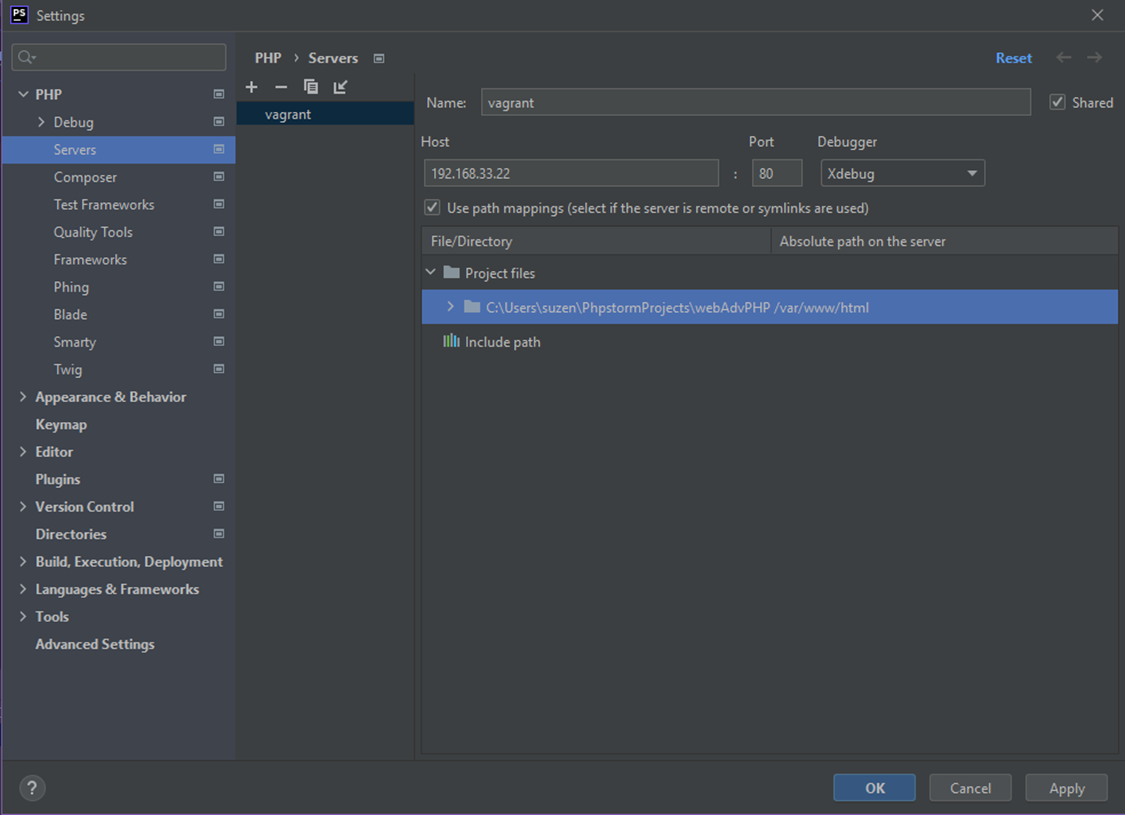 PS Settings
PHP › Servers
Reset
PHP
Debug
Servers
Composer
Test Frameworks
Quality Tools
Frameworks
Phing
Blade
Smarty
Twig
Appearance & Behavior
Keymap
Editor
Plugins
Version Control
Directories
Build, Execution, Deployment
Languages & Frameworks
Tools
Advanced Settings
vagrant
Name: vagrant Shared
Host Port Debugger
192.168.33.22 : 80 Xdebug
Use path mappings (select if the server is remote or symlinks are used)
File/Directory Absolute path on the server
Project files
C:\Users\suzen\PhpstormProjects\webAdvPHP /var/www/html
Include path
? OK Cancel Apply